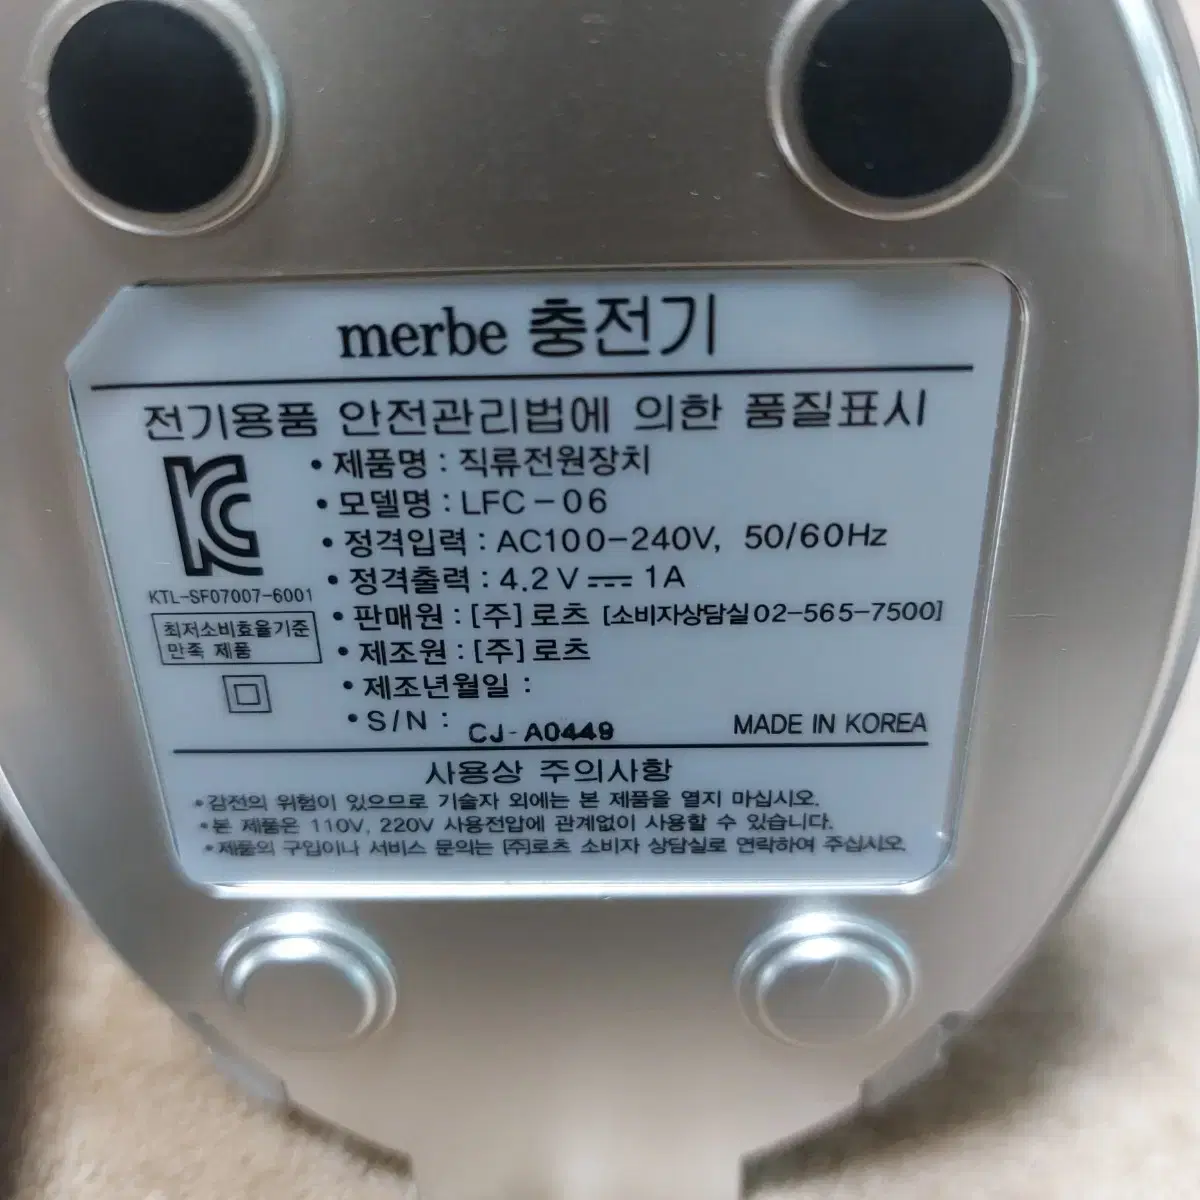 merbe 충전기
전기용품 안전관리법에 의한 품질표시
• 제품명 : 직류전원장치
• 모델명 : LFC-06
• 정격입력 : AC100-240V, 50/60Hz
• 정격출력 : 4.2V ⎓ 1A
KTL-SF07007-6001
최저소비효율기준
만족 제품
• 판매원 : [주]로츠 [소비자상담실02-565-7500]
• 제조원 : [주]로츠
• 제조년월일 :
• S/N : CJ-A0449
MADE IN KOREA
사용상 주의사항
•감전의 위험이 있으므로 기술자 외에는 본 제품을 열지 마십시오.
•본 제품은 110V, 220V 사용전압에 관계없이 사용할 수 있습니다.
•제품의 구입이나 서비스 문의는 [주]로츠 소비자 상담실로 연락하여 주십시오.